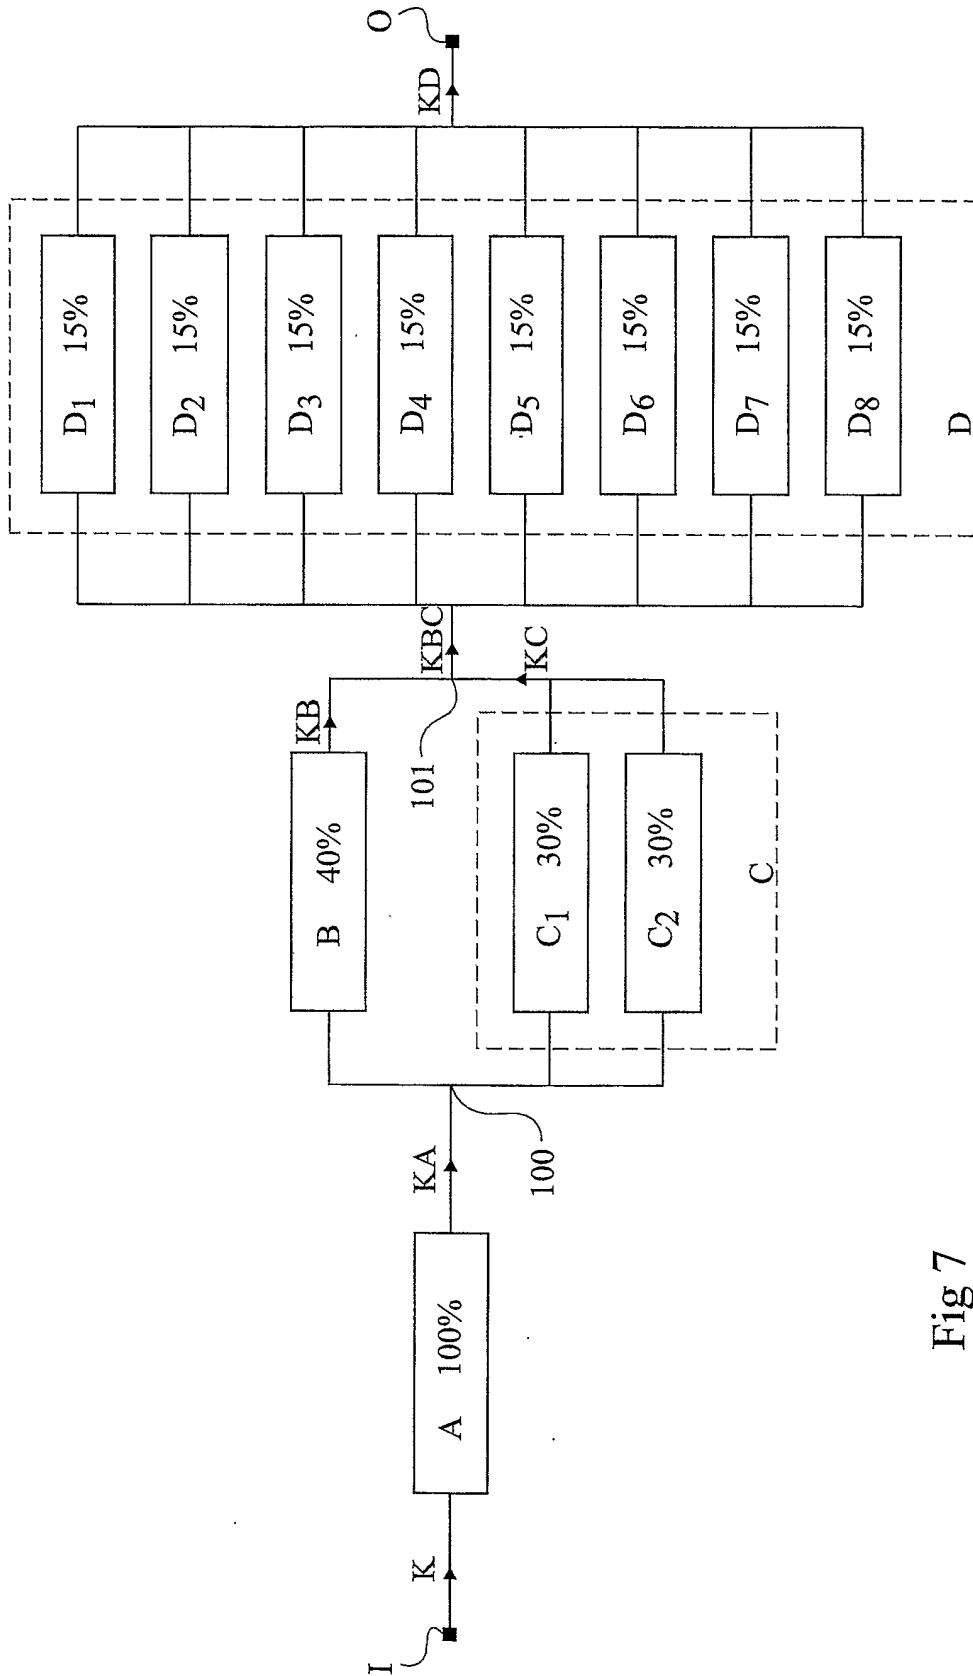 I
K
A 100%
KA
100
B 40%
KB
C1 30%
C2 30%
C
KC
101
KBC
D1 15%
D2 15%
D3 15%
D4 15%
D5 15%
D6 15%
D7 15%
D8 15%
D
KD
O
Fig 7